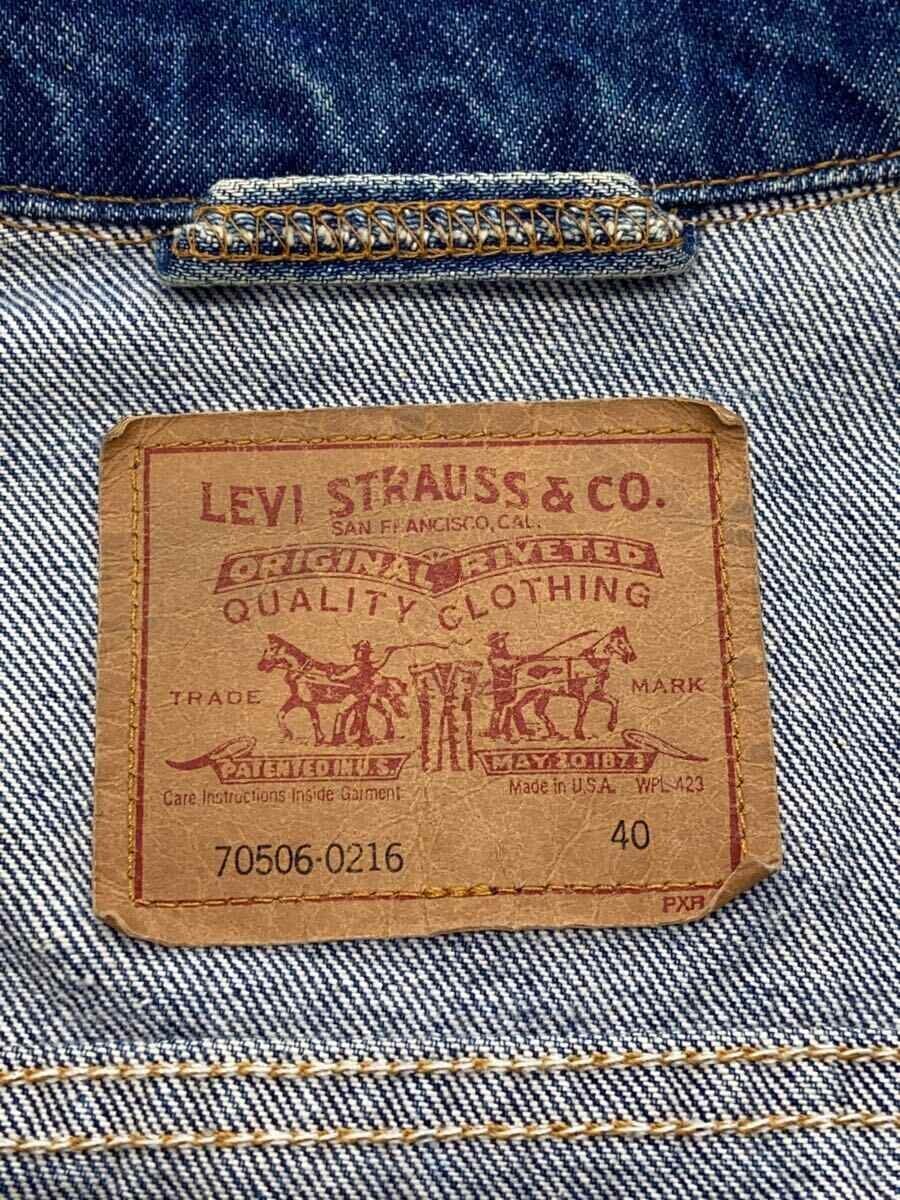 LEVI STRAUSS & CO.
SAN FRANCISCO, CAL.
ORIGINAL RIVETED
QUALITY CLOTHING
TRADE MARK
PATENTED IN U.S. MAY 20 1873
Care Instructions Inside Garment Made in U.S.A. WPL-423
70506-0216 40
PXR